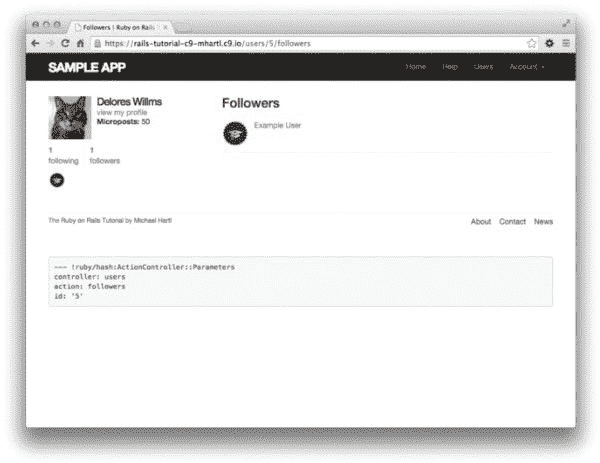 Followers | Ruby on Rails T
https://rails-tutorial-c9-mhartl.c9.io/users/5/followers
SAMPLE APP
Home Help Users Account
Delores Willms
view my profile
Microposts: 50
1 1
following followers
Followers
Example User
The Ruby on Rails Tutorial by Michael Hartl
About Contact News
--- !ruby/hash:ActionController::Parameters
controller: users
action: followers
id: '5'